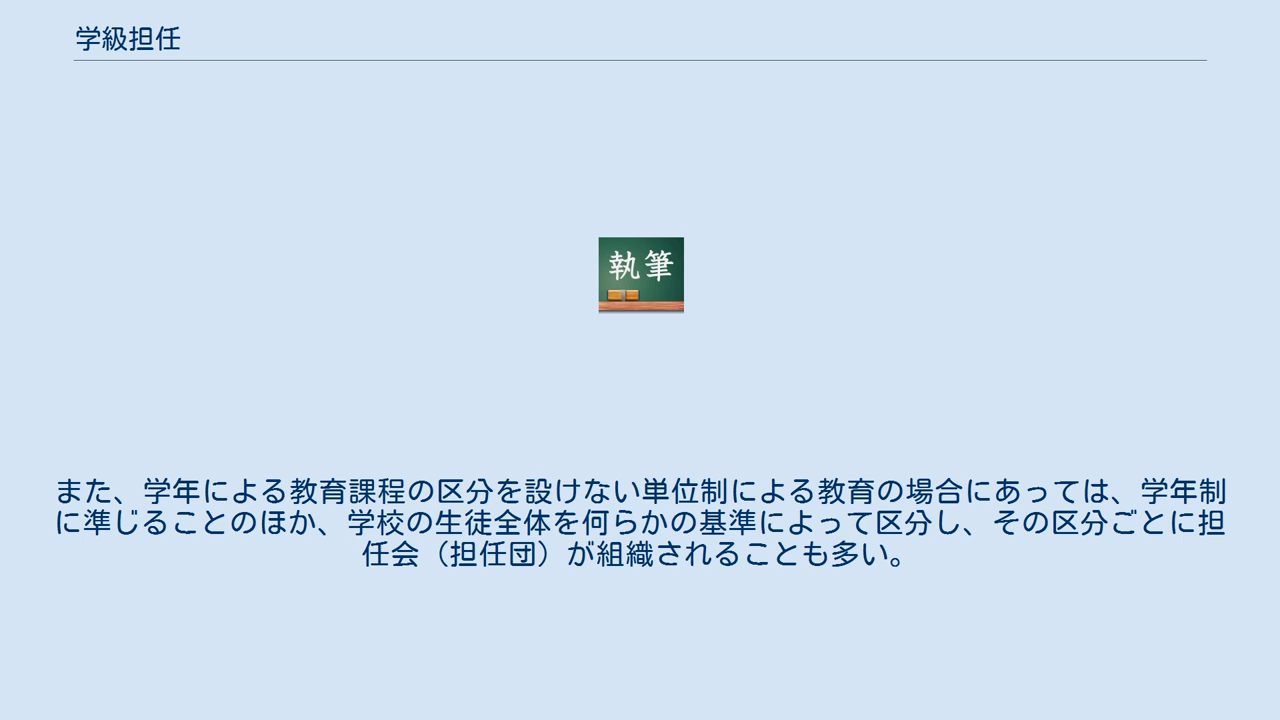 学級担任
執筆
また、学年による教育課程の区分を設けない単位制による教育の場合にあっては、学年制
に準じることのほか、学校の生徒全体を何らかの基準によって区分し、その区分ごとに担
任会（担任団）が組織されることも多い。